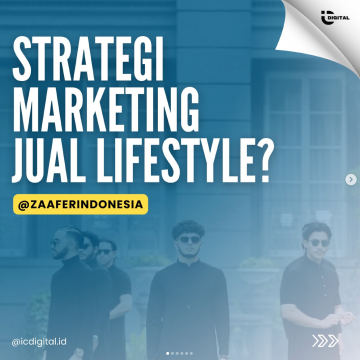 DIGITAL
STRATEGI
MARKETING
JUAL LIFESTYLE?
@ZAAFERINDONESIA
@icdigital.id